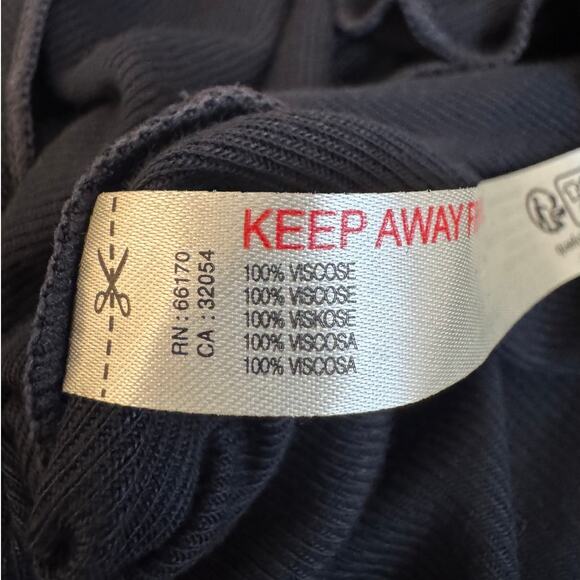 KEEP AWAY
100% VISCOSE
100% VISCOSE
100% VISKOSE
100% VISCOSA
100% VISCOSA
RN : 66170
CA : 32054